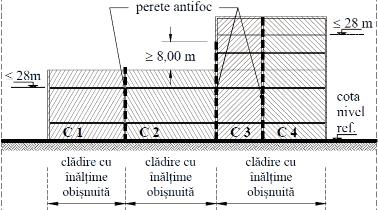 perete antifoc
≤ 28 m
≥ 8,00 m
< 28m
cota
nivel
ref.
C 1
C 2
C 3
C 4
clădire cu
înălțime
obișnuită
clădire cu
înălțime
obișnuită
clădire cu
înălțime
obișnuită